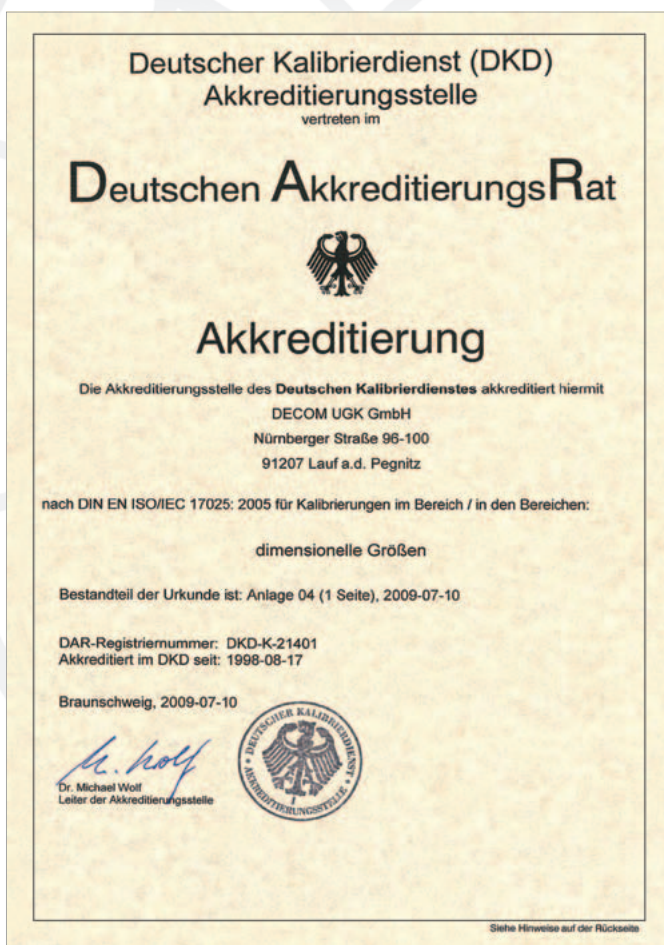 Deutscher Kalibrierdienst (DKD)
Akkreditierungsstelle
vertreten im
Deutschen AkkreditierungsRat
Akkreditierung
Die Akkreditierungsstelle des Deutschen Kalibrierdienstes akkreditiert hiermit
DECOM UGK GmbH
Nürnberger Straße 96-100
91207 Lauf a.d. Pegnitz
nach DIN EN ISO/IEC 17025: 2005 für Kalibrierungen im Bereich / in den Bereichen:
dimensionelle Größen
Bestandteil der Urkunde ist: Anlage 04 (1 Seite), 2009-07-10
DAR-Registriernummer: DKD-K-21401
Akkreditiert im DKD seit: 1998-08-17
Braunschweig, 2009-07-10
DEUTSCHER KALIBRIERDIENST
AKKREDITIERUNGSSTELLE
M. Wolf
Dr. Michael Wolf
Leiter der Akkreditierungsstelle
Siehe Hinweise auf der Rückseite